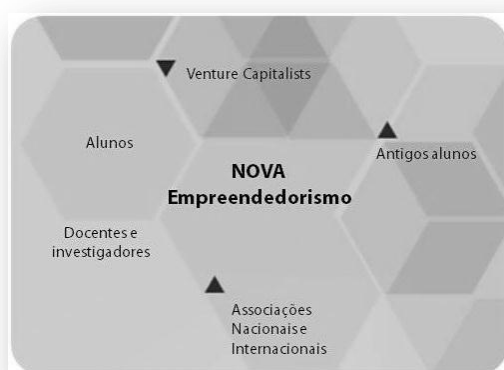 Venture Capitalists
Alunos
Antigos alunos
NOVA
Empreendedorismo
Docentes e
investigadores
Associações
Nacionais e
Internacionais